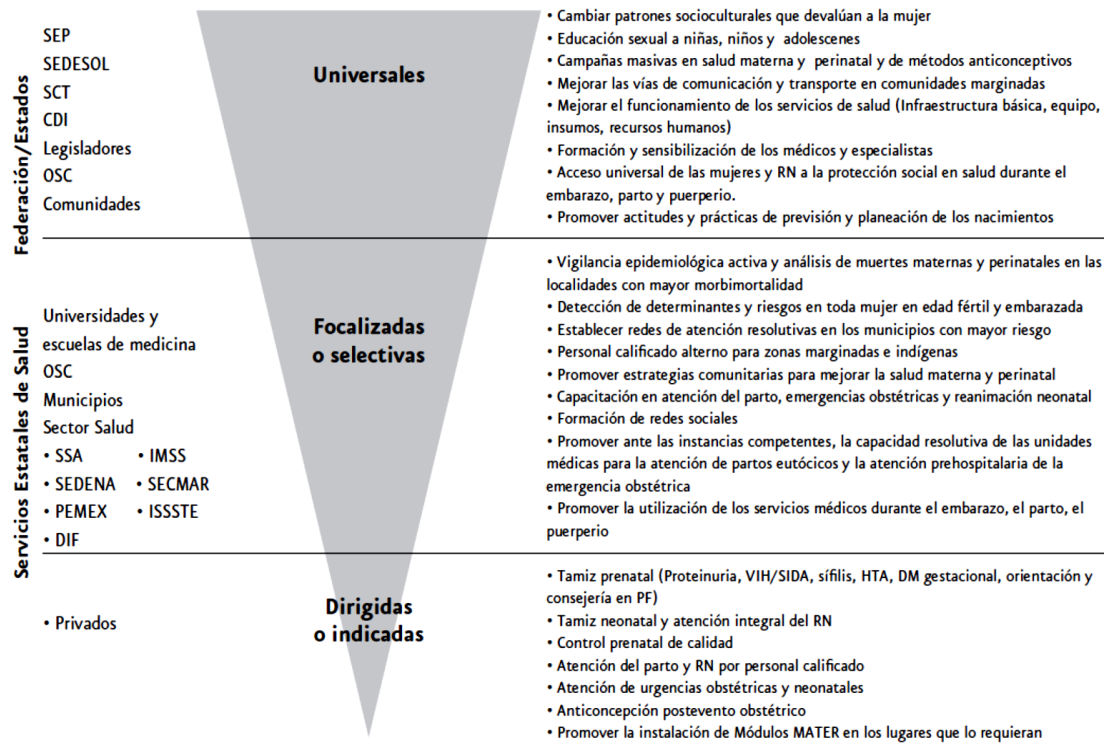 Federación/Estados
SEP
SEDESOL
SCT
CDI
Legisladores
OSC
Comunidades
Universales
• Cambiar patrones socioculturales que devalúan a la mujer
• Educación sexual a niñas, niños y adolescenes
• Campañas masivas en salud materna y perinatal y de métodos anticonceptivos
• Mejorar las vías de comunicación y transporte en comunidades marginadas
• Mejorar el funcionamiento de los servicios de salud (Infraestructura básica, equipo,
insumos, recursos humanos)
• Formación y sensibilización de los médicos y especialistas
• Acceso universal de las mujeres y RN a la protección social en salud durante el
embarazo, parto y puerperio.
• Promover actitudes y prácticas de previsión y planeación de los nacimientos
Servicios Estatales de Salud
Universidades y
escuelas de medicina
OSC
Municipios
Sector Salud
• SSA • IMSS
• SEDENA • SECMAR
• PEMEX • ISSSTE
• DIF
Focalizadas
o selectivas
• Vigilancia epidemiológica activa y análisis de muertes maternas y perinatales en las
localidades con mayor morbimortalidad
• Detección de determinantes y riesgos en toda mujer en edad fértil y embarazada
• Establecer redes de atención resolutivas en los municipios con mayor riesgo
• Personal calificado alterno para zonas marginadas e indígenas
• Promover estrategias comunitarias para mejorar la salud materna y perinatal
• Capacitación en atención del parto, emergencias obstétricas y reanimación neonatal
• Formación de redes sociales
• Promover ante las instancias competentes, la capacidad resolutiva de las unidades
médicas para la atención de partos eutócicos y la atención prehospitalaria de la
emergencia obstétrica
• Promover la utilización de los servicios médicos durante el embarazo, el parto, el
puerperio
• Privados
Dirigidas
o indicadas
• Tamiz prenatal (Proteinuria, VIH/SIDA, sífilis, HTA, DM gestacional, orientación y
consejería en PF)
• Tamiz neonatal y atención integral del RN
• Control prenatal de calidad
• Atención del parto y RN por personal calificado
• Atención de urgencias obstétricas y neonatales
• Anticoncepción postevento obstétrico
• Promover la instalación de Módulos MATER en los lugares que lo requieran